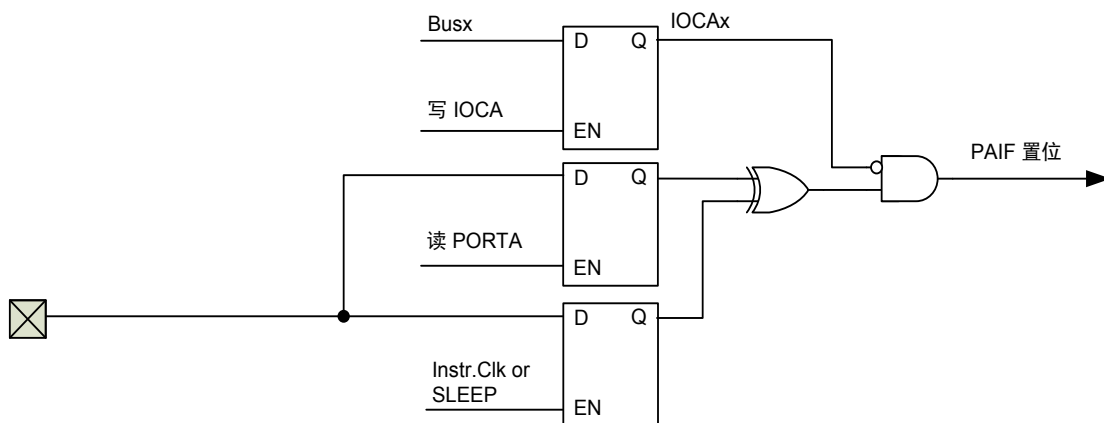 Busx
IOCAx
D
Q
写 IOCA
EN
PAIF 置位
D
Q
读 PORTA
EN
D
Q
Instr.Clk or
SLEEP
EN